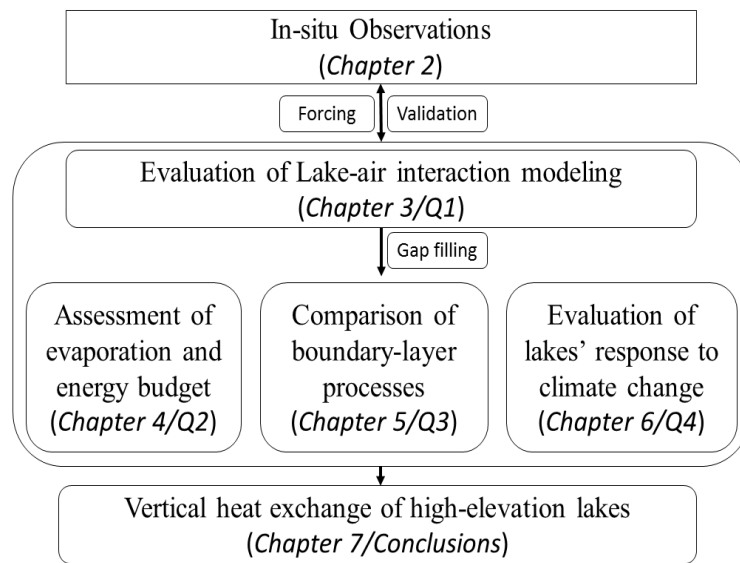 In-situ Observations
(Chapter 2)
Forcing
Validation
Evaluation of Lake-air interaction modeling
(Chapter 3/Q1)
Gap filling
Assessment of
evaporation and
energy budget
(Chapter 4/Q2)
Comparison of
boundary-layer
processes
(Chapter 5/Q3)
Evaluation of
lakes’ response to
climate change
(Chapter 6/Q4)
Vertical heat exchange of high-elevation lakes
(Chapter 7/Conclusions)